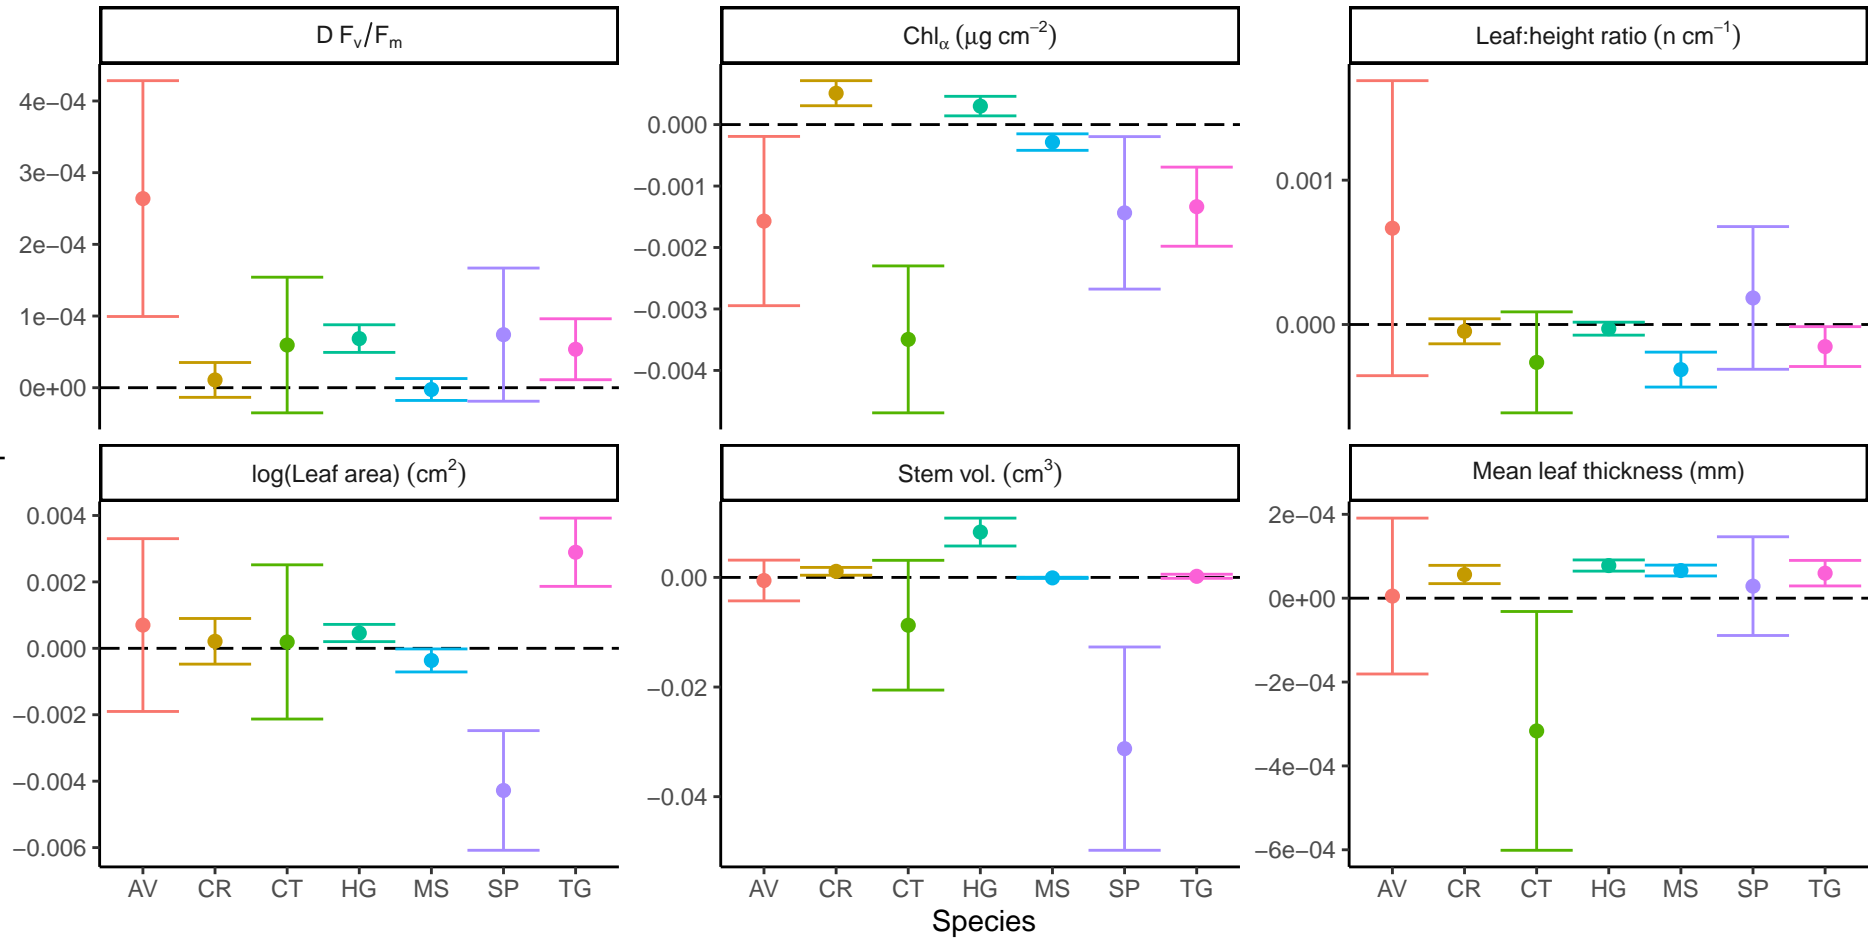 D Fv/Fm
Chlα (μg cm−2)
Leaf:height ratio (n cm−1)
4e−04
3e−04
2e−04
1e−04
0e+00
0.000
−0.001
−0.002
−0.003
−0.004
0.001
0.000
log(Leaf area) (cm2)
Stem vol. (cm3)
Mean leaf thickness (mm)
0.004
0.002
0.000
−0.002
−0.004
−0.006
0.00
−0.02
−0.04
2e−04
0e+00
−2e−04
−4e−04
−6e−04
AV CR CT HG MS SP TG
AV CR CT HG MS SP TG
AV CR CT HG MS SP TG
Species